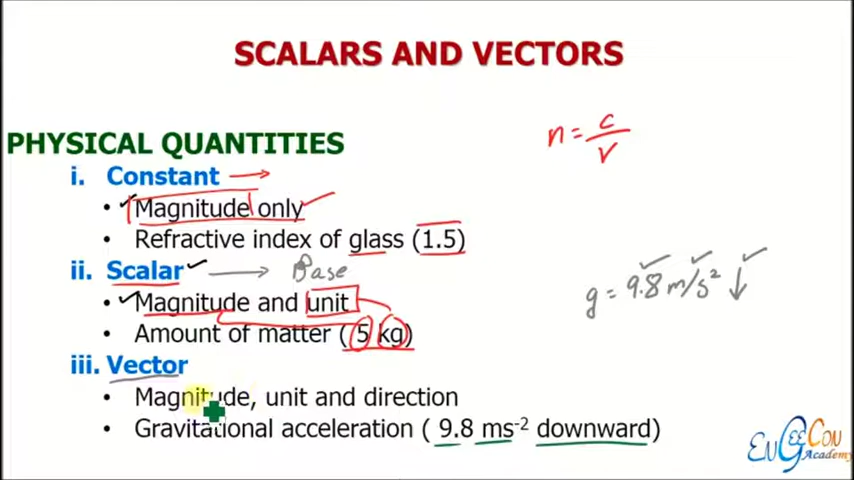 SCALARS AND VECTORS
n = c/v
PHYSICAL QUANTITIES
i. Constant →
• Magnitude only
• Refractive index of glass (1.5)
ii. Scalar → Base
• Magnitude and unit
g = 9.8 m/s² ↓
• Amount of matter ( 5 kg)
iii. Vector
• Magnitude, unit and direction
• Gravitational acceleration ( 9.8 ms⁻² downward)
EnGeeCon
Academy